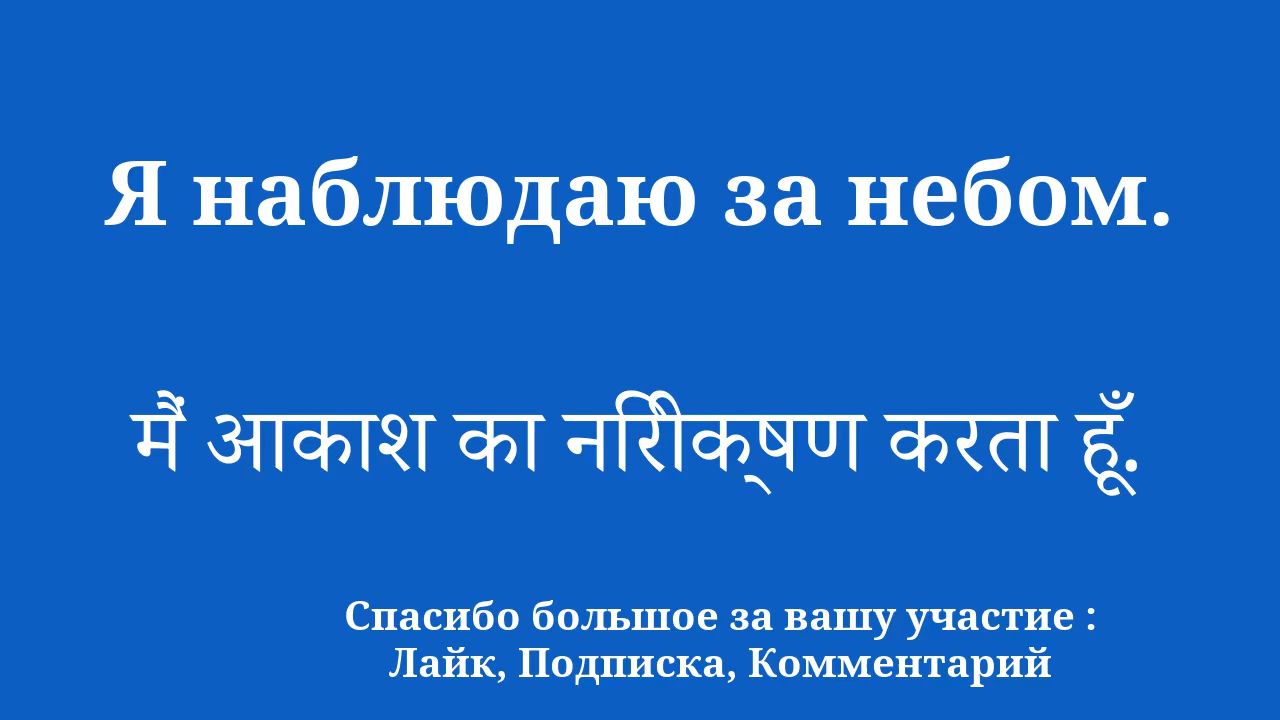 Я наблюдаю за небом.
मैं आकाश का निरीक्षण करता हूँ.
Спасибо большое за вашу участие :
Лайк, Подписка, Комментарий